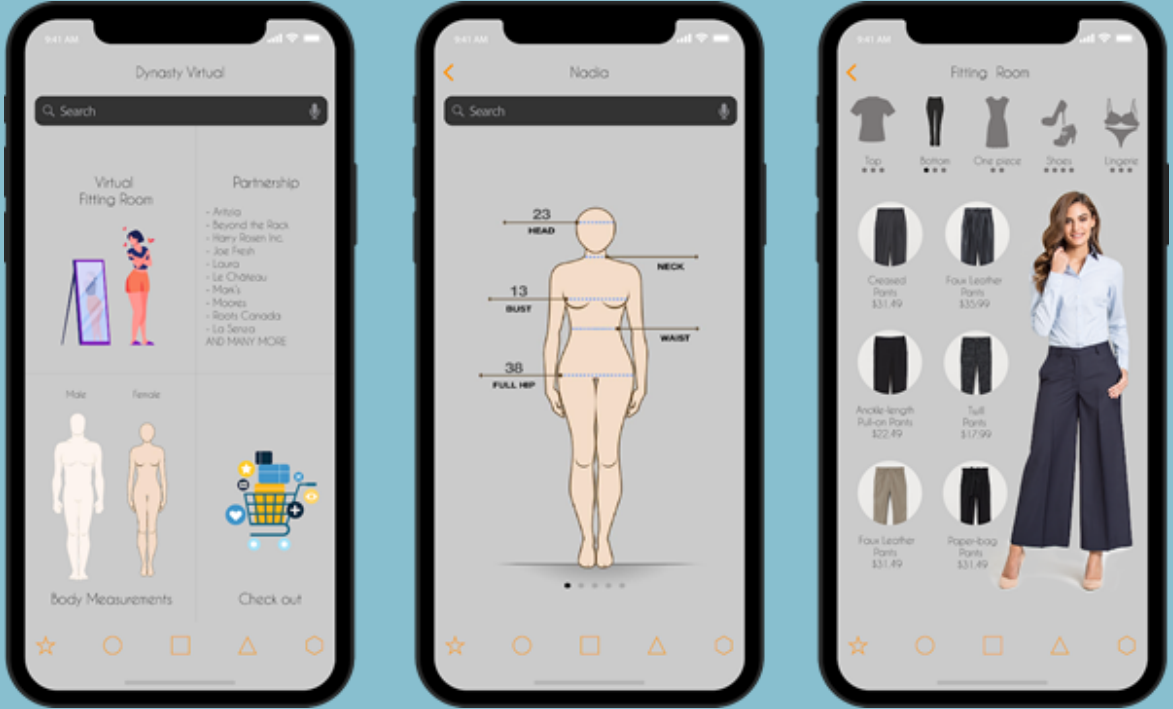 9:41 AM
Dynasty Virtual
Search
Virtual
Fitting Room
Partnership
- Aritzia
- Beyond the Rack
- Harry Rosen Inc.
- Joe Fresh
- Laura
- Le Château
- Mark's
- Moores
- Roots Canada
- La Senza
AND MANY MORE
Male
Female
Body Measurements
Check out
9:41 AM
Nadia
Search
23
HEAD
NECK
13
BUST
WAIST
38
FULL HIP
9:41 AM
Fitting Room
Top
Bottom
One piece
Shoes
Lingerie
Creased
Pants
$31.49
Faux Leather
Pants
$35.99
Anckle-length
Pull-on Pants
$22.49
Twill
Pants
$17.99
Faux Leather
Pants
$31.49
Paper-bag
Pants
$31.49